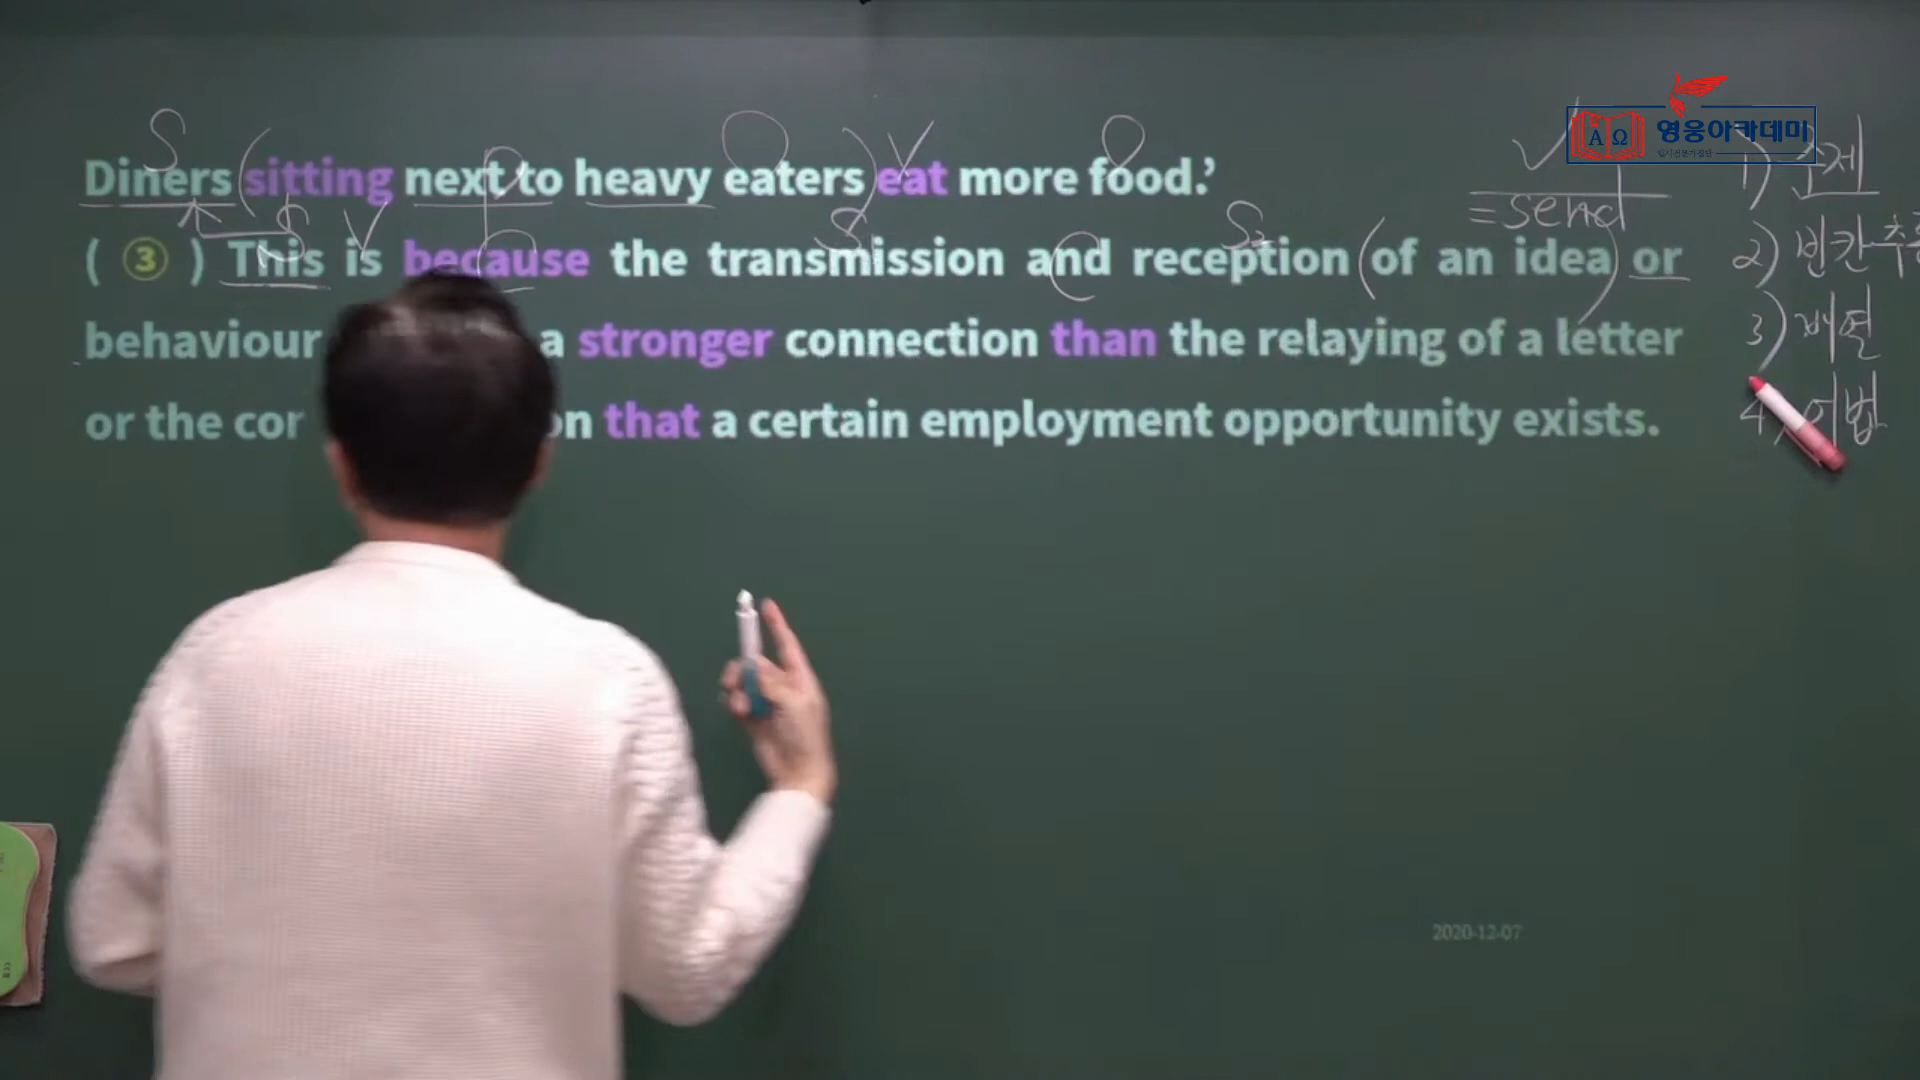 Diners sitting next to heavy eaters eat more food.’
( ③ ) This is because the transmission and reception of an idea or
behaviour a stronger connection than the relaying of a letter
or the cor on that a certain employment opportunity exists.
S O V O
S V S₁ C S₂
=send
1) 주제
2) 빈칸추
3) 배열
4) 어법
ΑΩ 영웅아카데미
2020-12-07